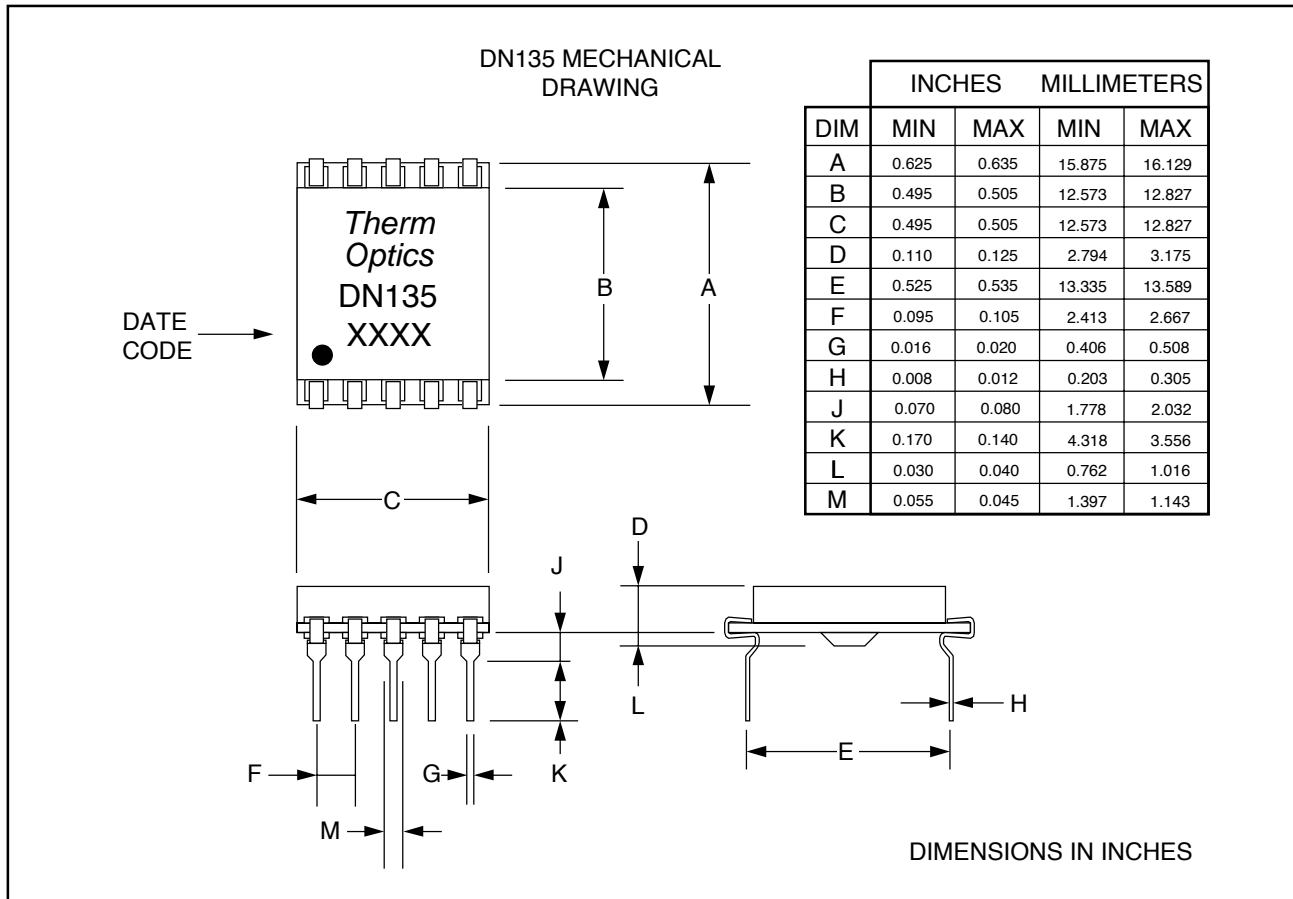 DN135 MECHANICAL
DRAWING
INCHES MILLIMETERS
DIM MIN MAX MIN MAX
A 0.625 0.635 15.875 16.129
B 0.495 0.505 12.573 12.827
C 0.495 0.505 12.573 12.827
D 0.110 0.125 2.794 3.175
E 0.525 0.535 13.335 13.589
F 0.095 0.105 2.413 2.667
G 0.016 0.020 0.406 0.508
H 0.008 0.012 0.203 0.305
J 0.070 0.080 1.778 2.032
K 0.170 0.140 4.318 3.556
L 0.030 0.040 0.762 1.016
M 0.055 0.045 1.397 1.143
Therm
Optics
DN135
XXXX
DATE
CODE
B
A
C
D
J
L
H
E
F
G
K
M
DIMENSIONS IN INCHES